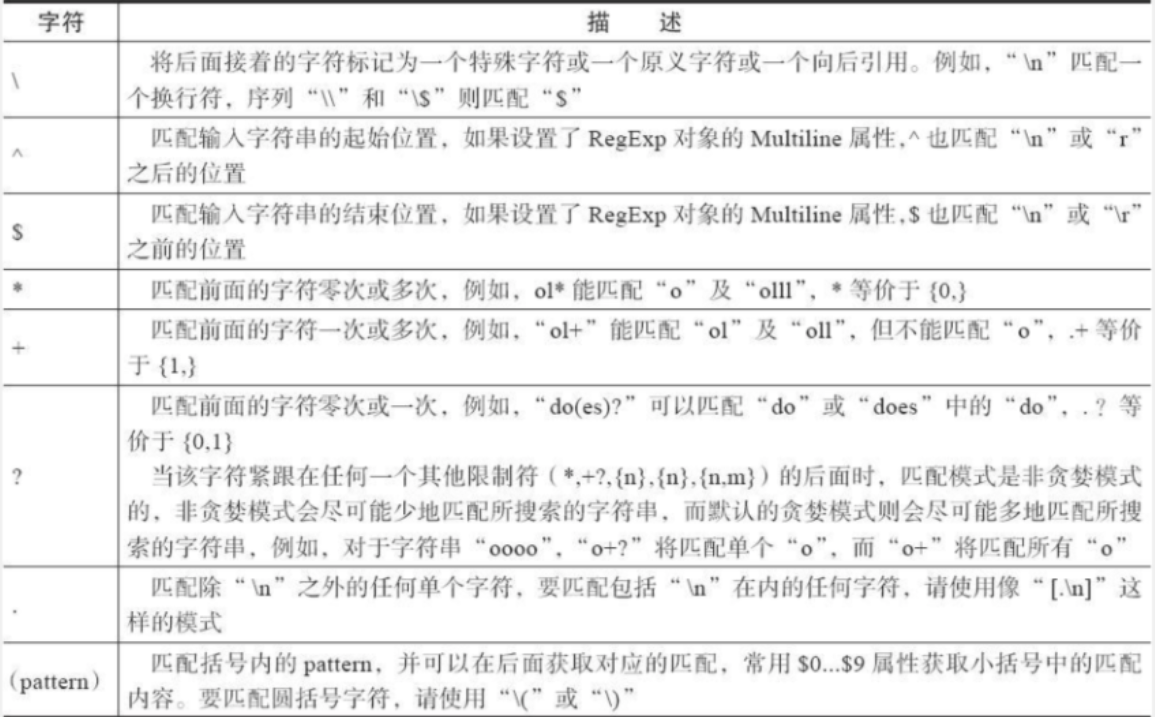 字符 描 述
\ 将后面接着的字符标记为一个特殊字符或一个原义字符或一个向后引用。例如，“\n”匹配一
个换行符，序列“\\”和“\$”则匹配“$”
^ 匹配输入字符串的起始位置，如果设置了 RegExp 对象的 Multiline 属性,^ 也匹配“\n”或“r”
之后的位置
$ 匹配输入字符串的结束位置，如果设置了 RegExp 对象的 Multiline 属性,$ 也匹配“\n”或“\r”
之前的位置
* 匹配前面的字符零次或多次，例如，ol* 能匹配“o”及“olll”，* 等价于 {0,}
+ 匹配前面的字符一次或多次，例如，“ol+”能匹配“ol”及“oll”，但不能匹配“o”，.+ 等价
于 {1,}
? 匹配前面的字符零次或一次，例如，“do(es)?”可以匹配“do”或“does”中的“do”，. ? 等
价于 {0,1}
当该字符紧跟在任何一个其他限制符（*,+?,{n},{n},{n,m}）的后面时，匹配模式是非贪婪模式
的，非贪婪模式会尽可能少地匹配所搜索的字符串，而默认的贪婪模式则会尽可能多地匹配所搜
索的字符串，例如，对于字符串“oooo”，“o+?”将匹配单个“o”，而“o+”将匹配所有“o”
. 匹配除“\n”之外的任何单个字符，要匹配包括“\n”在内的任何字符，请使用像“[.\n]”这
样的模式
(pattern) 匹配括号内的 pattern，并可以在后面获取对应的匹配，常用 $0...$9 属性获取小括号中的匹配
内容。要匹配圆括号字符，请使用“\(”或“\)”